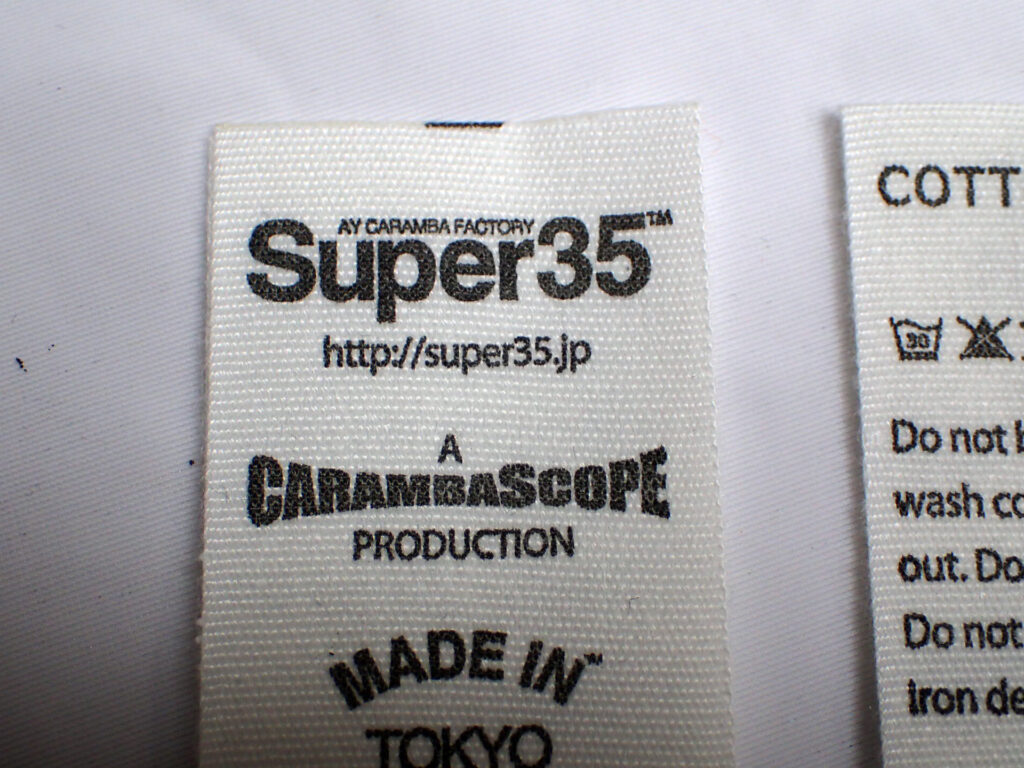 AY CARAMBA FACTORY
Super35™
http://super35.jp
A
CARAMBASCOPE
PRODUCTION
MADE IN™
TOKYO
COTT
30
Do not
wash
out. Do
Do not
Iron de